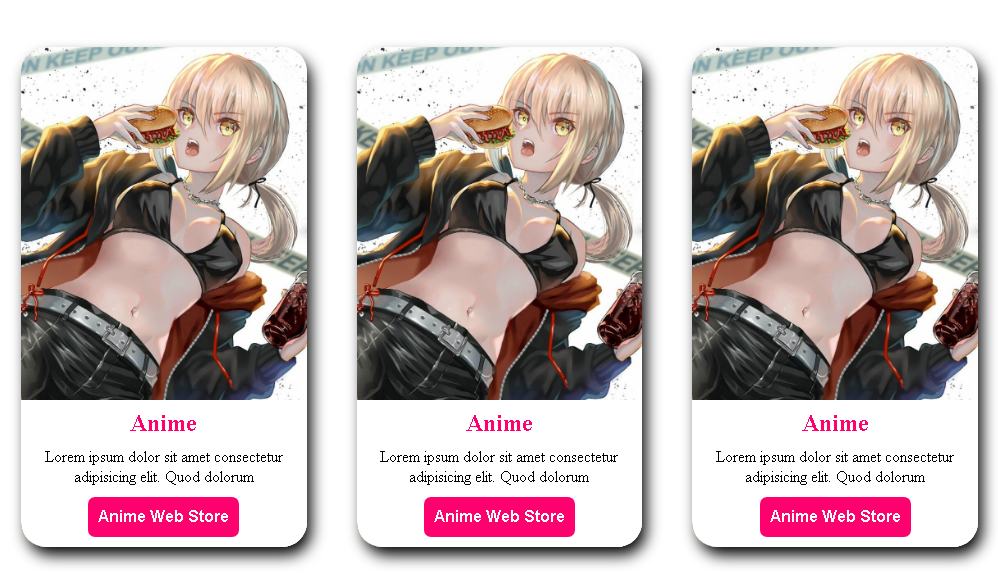 N KEEP OUT
N KEEP OUT
N KEEP OUT
Anime
Lorem ipsum dolor sit amet consectetur
adipisicing elit. Quod dolorum
Anime Web Store
Anime
Lorem ipsum dolor sit amet consectetur
adipisicing elit. Quod dolorum
Anime Web Store
Anime
Lorem ipsum dolor sit amet consectetur
adipisicing elit. Quod dolorum
Anime Web Store